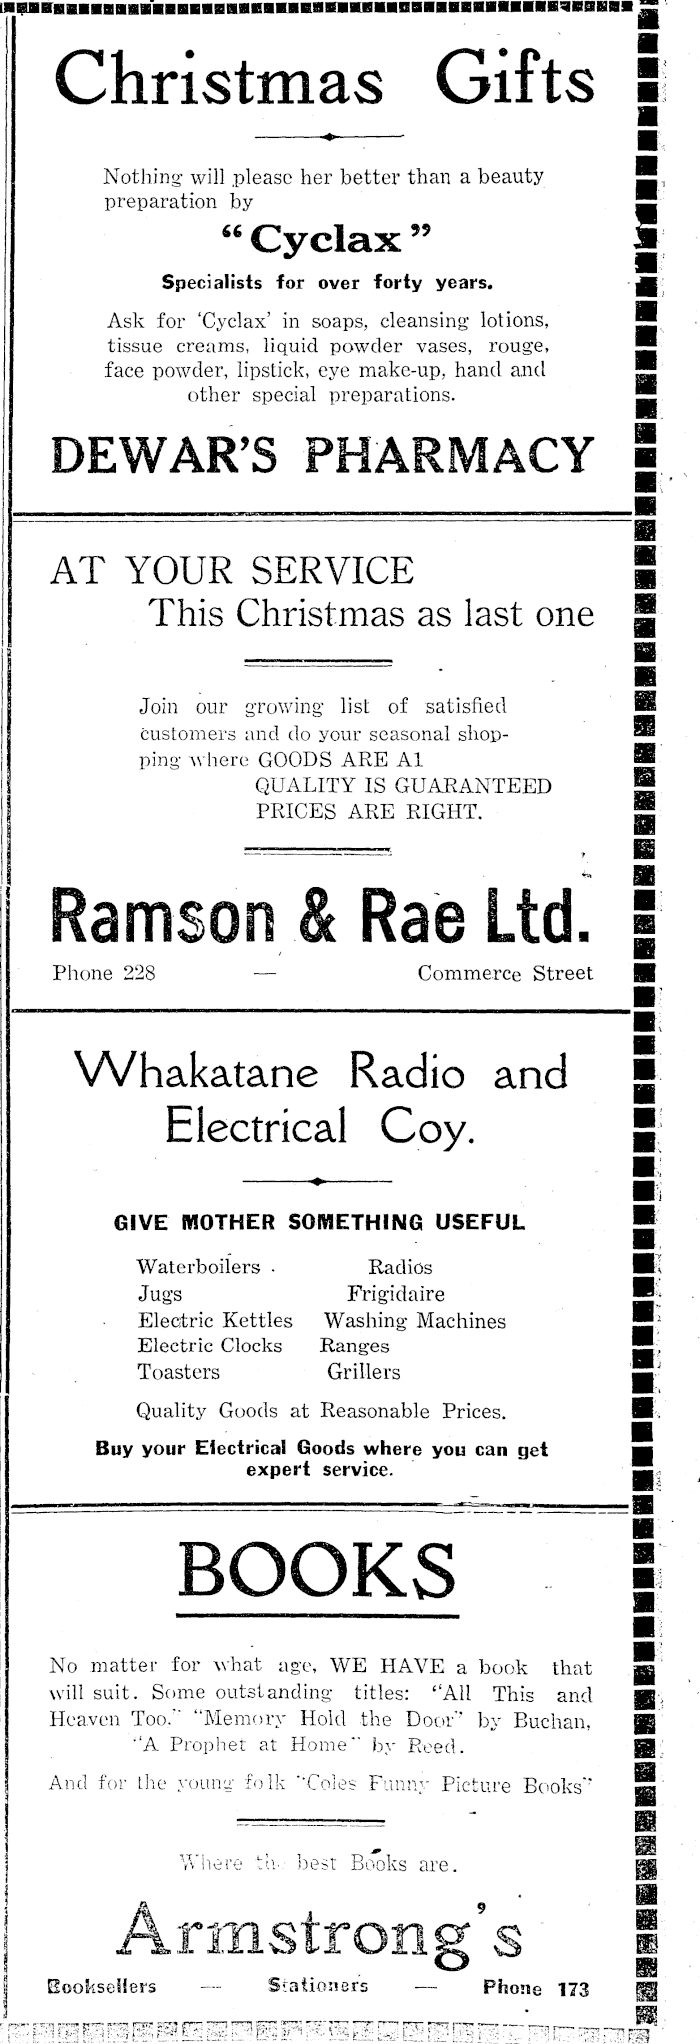 Christmas Gifts
Nothing will please her better than a beauty
preparation by
“Cyclax”
Specialists for over forty years.
Ask for ‘Cyclax’ in soaps, cleansing lotions,
tissue creams, liquid powder vases, rouge,
face powder, lipstick, eye make-up, hand and
other special preparations.
DEWAR’S PHARMACY
AT YOUR SERVICE
This Christmas as last one
Join our growing list of satisfied
customers and do your seasonal shop-
ping where GOODS ARE A1
QUALITY IS GUARANTEED
PRICES ARE RIGHT.
Ramson & Rae Ltd.
Phone 228 — Commerce Street
Whakatane Radio and
Electrical Coy.
GIVE MOTHER SOMETHING USEFUL
Waterboilers Radios
Jugs Frigidaire
Electric Kettles Washing Machines
Electric Clocks Ranges
Toasters Grillers
Quality Goods at Reasonable Prices.
Buy your Electrical Goods where you can get
expert service.
BOOKS
No matter for what age, WE HAVE a book that
will suit. Some outstanding titles: “All This and
Heaven Too.” “Memory Hold the Door” by Buchan,
“A Prophet at Home” by Reed.
And for the young folk “Coles Funny Picture Books”
Where the best Books are.
Armstrong’s
Booksellers — Stationers — Phone 173